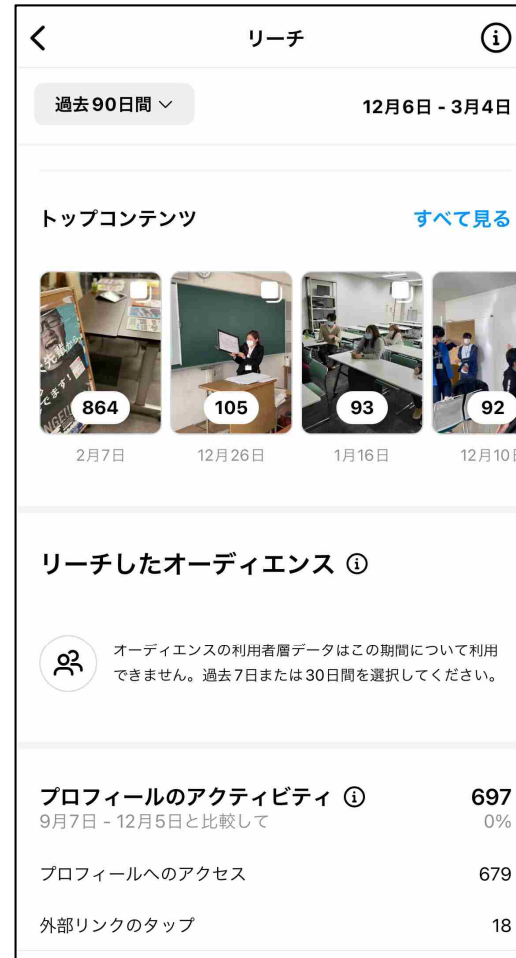 リーチ
過去90日間
12月6日 - 3月4日
トップコンテンツ
すべて見る
864
105
93
92
2月7日
12月26日
1月16日
12月10日
リーチしたオーディエンス
オーディエンスの利用者層データはこの期間について利用
できません。過去7日または30日間を選択してください。
プロフィールのアクティビティ
697
9月7日 - 12月5日と比較して
0%
プロフィールへのアクセス
679
外部リンクのタップ
18